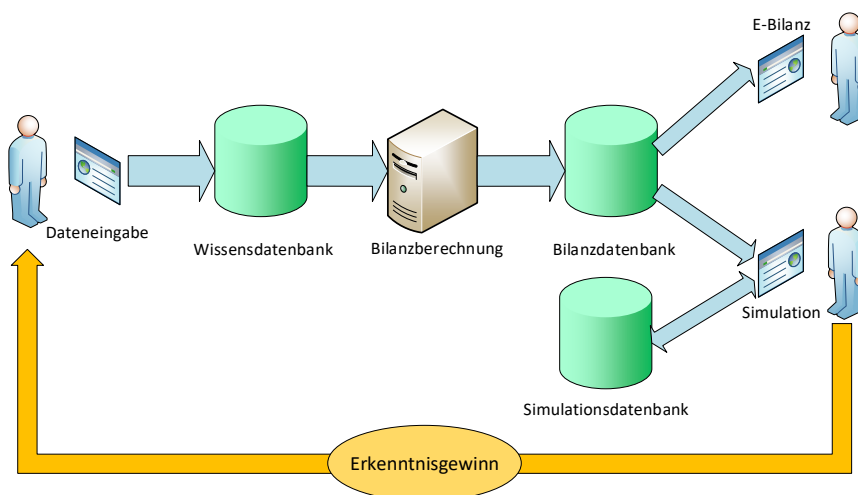 E-Bilanz
Dateneingabe
Wissensdatenbank
Bilanzberechnung
Bilanzdatenbank
Simulation
Simulationsdatenbank
Erkenntnisgewinn